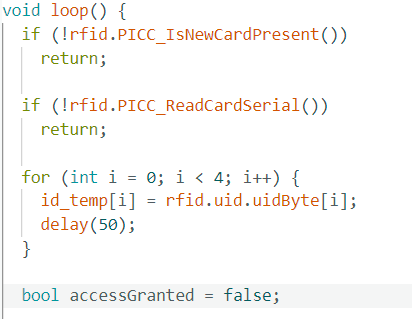 void loop() {
  if (!rfid.PICC_IsNewCardPresent())
    return;

  if (!rfid.PICC_ReadCardSerial())
    return;

  for (int i = 0; i < 4; i++) {
    id_temp[i] = rfid.uid.uidByte[i];
    delay(50);
  }

  bool accessGranted = false;